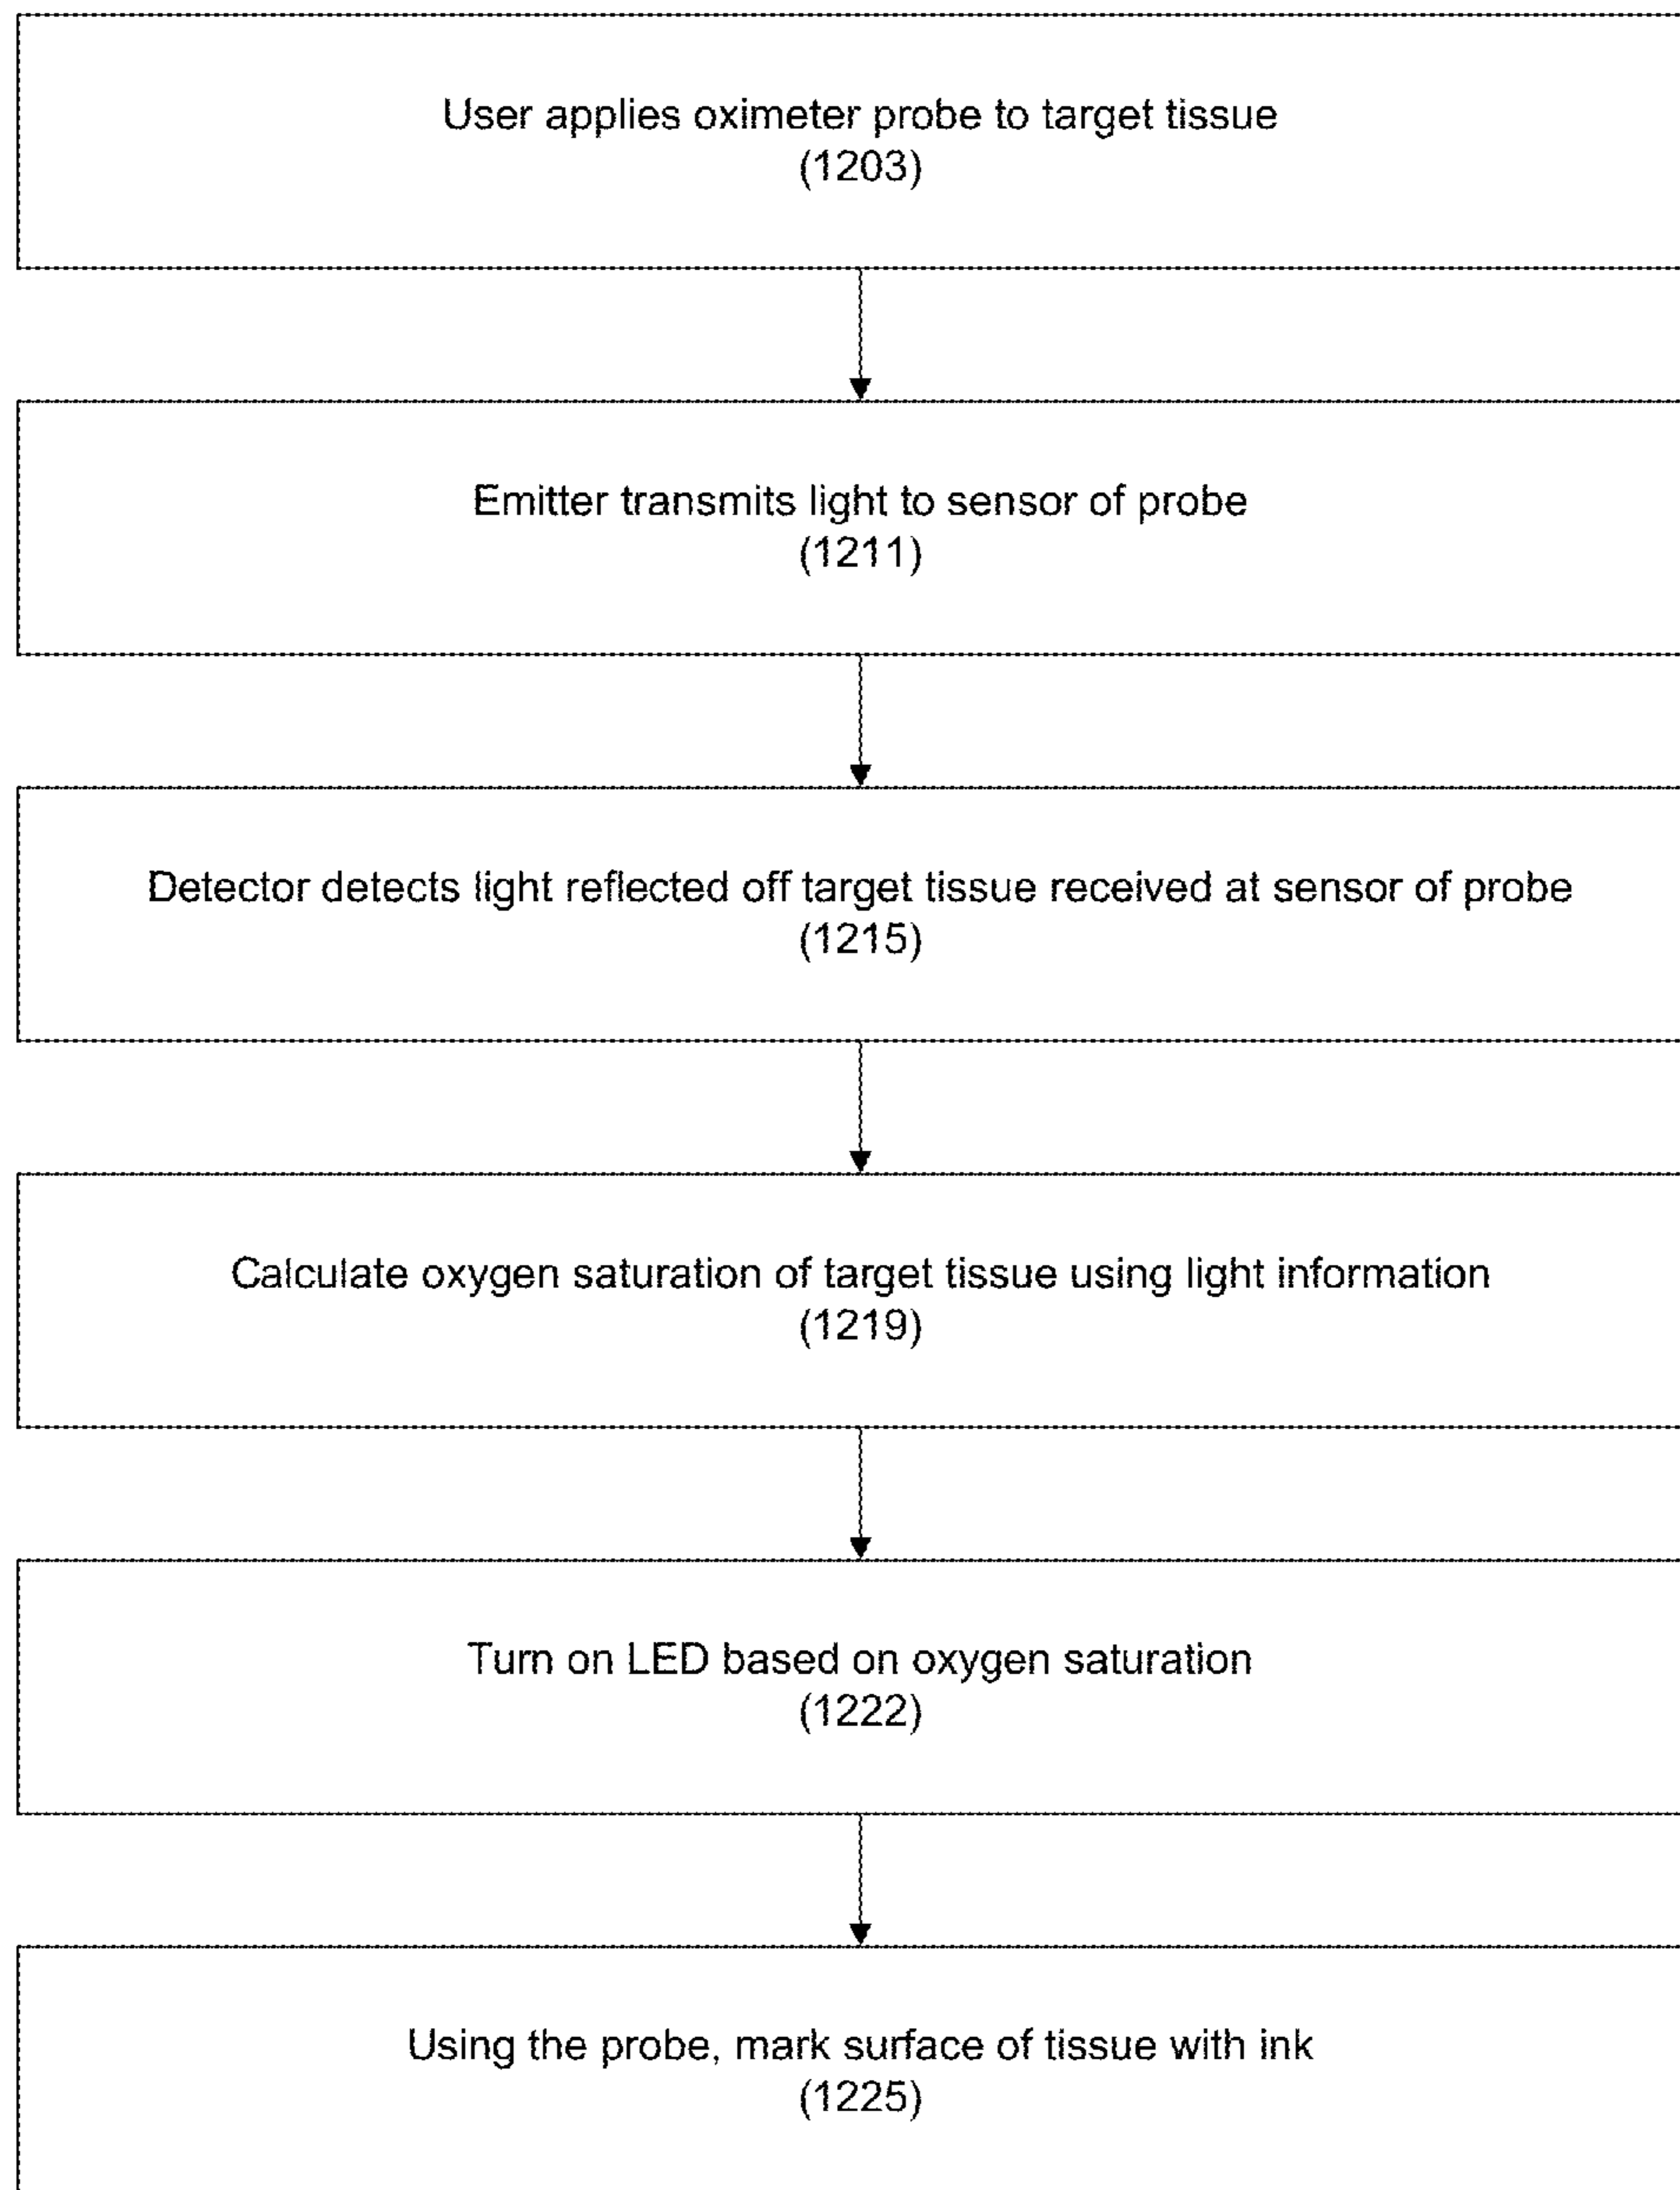 User applies oximeter probe to target tissue
(1203)
Emitter transmits light to sensor of probe
(1211)
Detector detects light reflected off target tissue received at sensor of probe
(1215)
Calculate oxygen saturation of target tissue using light information
(1219)
Turn on LED based on oxygen saturation
(1222)
Using the probe, mark surface of tissue with ink
(1225)